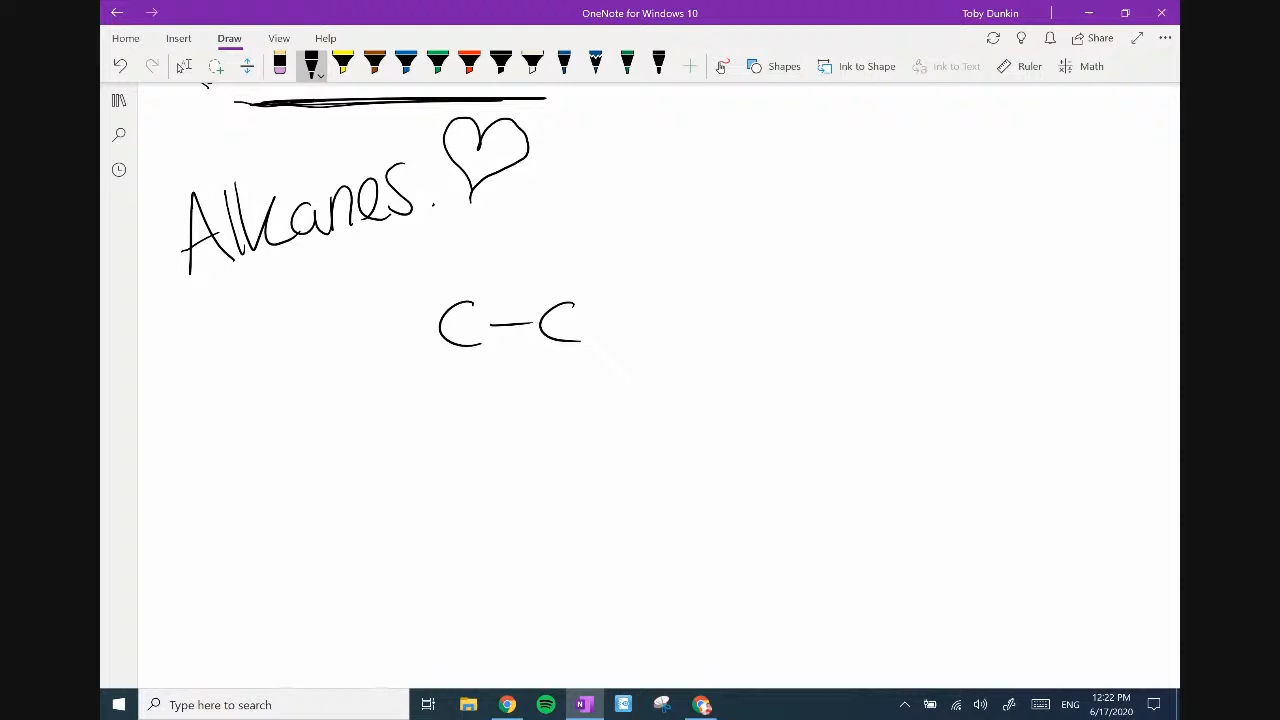 OneNote for Windows 10
Toby Dunkin
Home Insert Draw View Help
Share
Shapes Ink to Shape Ink to Text Ruler Math
Alkanes.
C-C
Type here to search
N
ENG
12:22 PM
6/17/2020